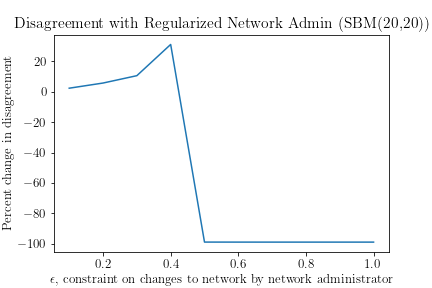 Disagreement with Regularized Network Admin (SBM(20,20))
Percent change in disagreement
20
0
−20
−40
−60
−80
−100
0.2 0.4 0.6 0.8 1.0
ϵ, constraint on changes to network by network administrator